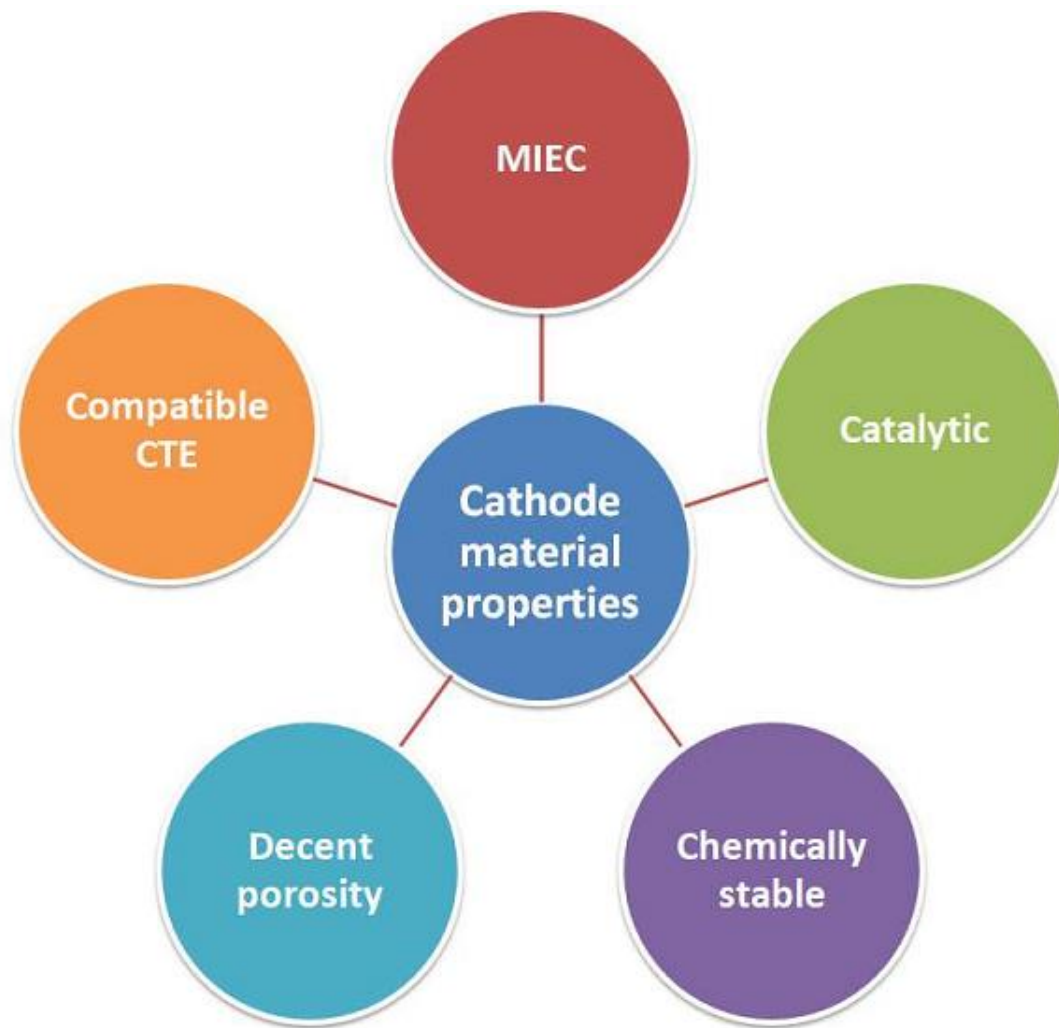 MIEC
Compatible
CTE
Catalytic
Cathode
material
properties
Decent
porosity
Chemically
stable